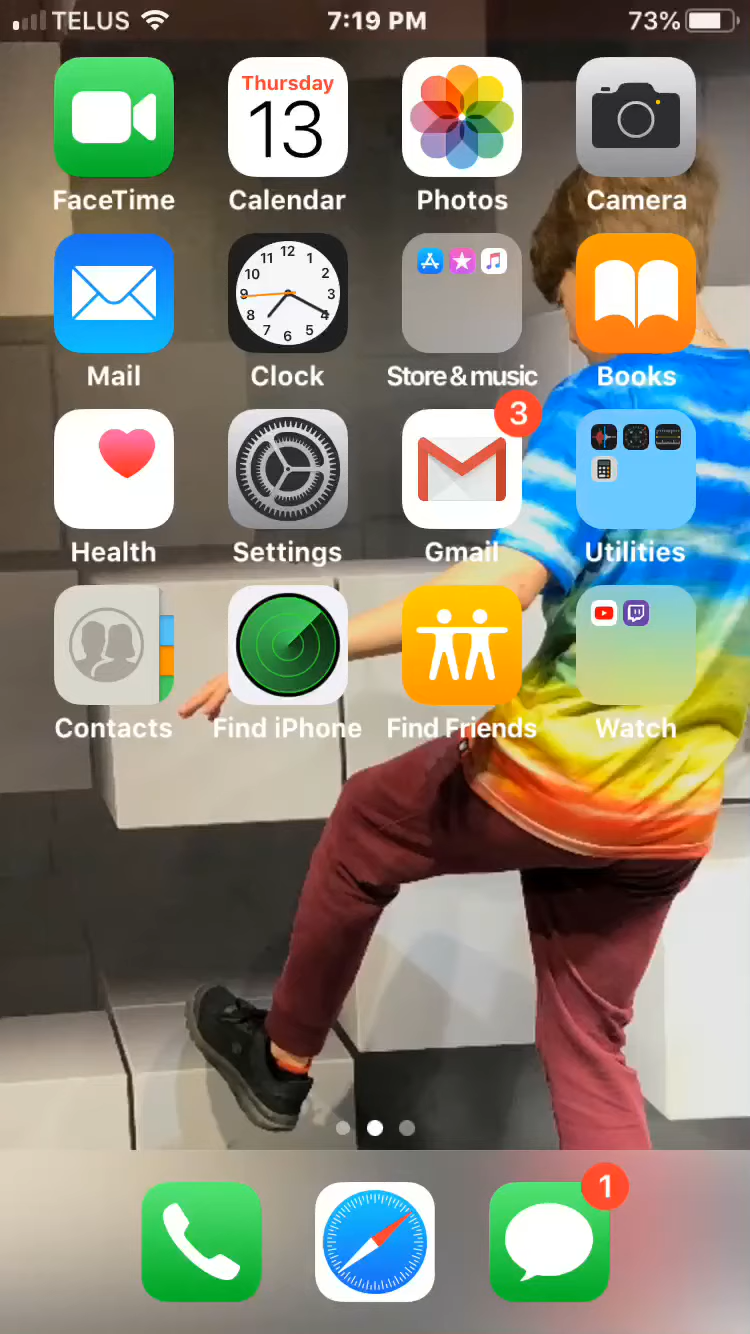 TELUS 7:19 PM 73%
Thursday
13
FaceTime Calendar Photos Camera
12
11 1
10 2
9 3
8 4
7 5
6
Mail Clock Store & music Books
3
Health Settings Gmail Utilities
Contacts Find iPhone Find Friends Watch
1